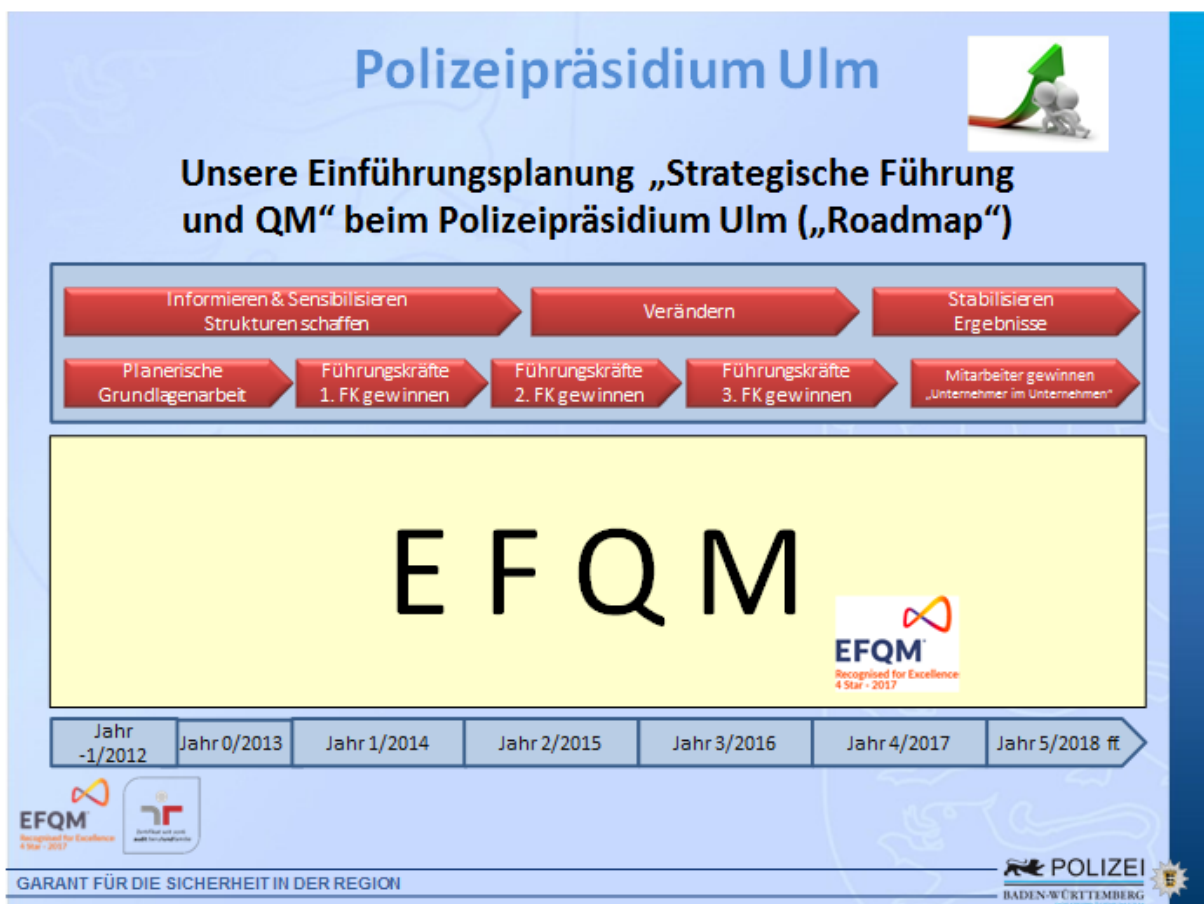 Polizeipräsidium Ulm
Unsere Einführungsplanung „Strategische Führung
und QM“ beim Polizeipräsidium Ulm („Roadmap“)
Informieren & Sensibilisieren
Strukturen schaffen
Verändern
Stabilisieren
Ergebnisse
Planerische
Grundlagenarbeit
Führungskräfte
1. FK gewinnen
Führungskräfte
2. FK gewinnen
Führungskräfte
3. FK gewinnen
Mitarbeiter gewinnen
„Unternehmer im Unternehmen“
E F Q M
EFQM
Recognised for Excellence
4 Star - 2017
Jahr
-1/2012
Jahr 0/2013
Jahr 1/2014
Jahr 2/2015
Jahr 3/2016
Jahr 4/2017
Jahr 5/2018 ff.
EFQM
Recognised for Excellence
4 Star - 2017
audit berufundfamilie
GARANT FÜR DIE SICHERHEIT IN DER REGION
POLIZEI
BADEN-WÜRTTEMBERG